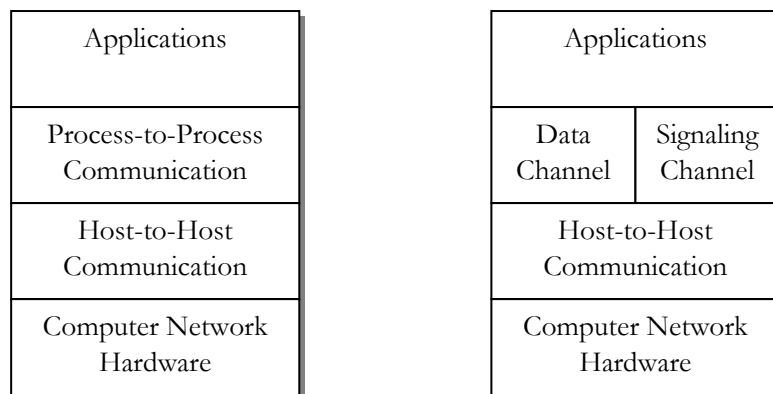 Applications
Process-to-Process
Communication
Host-to-Host
Communication
Computer Network
Hardware
Applications
Data
Channel
Signaling
Channel
Host-to-Host
Communication
Computer Network
Hardware